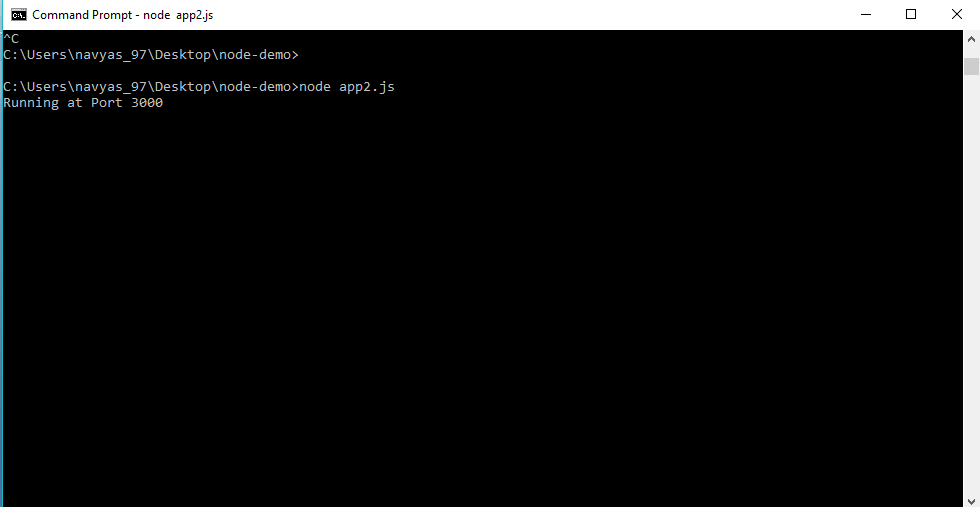 Command Prompt - node  app2.js
^C
C:\Users\navyas_97\Desktop\node-demo>
C:\Users\navyas_97\Desktop\node-demo>node app2.js
Running at Port 3000